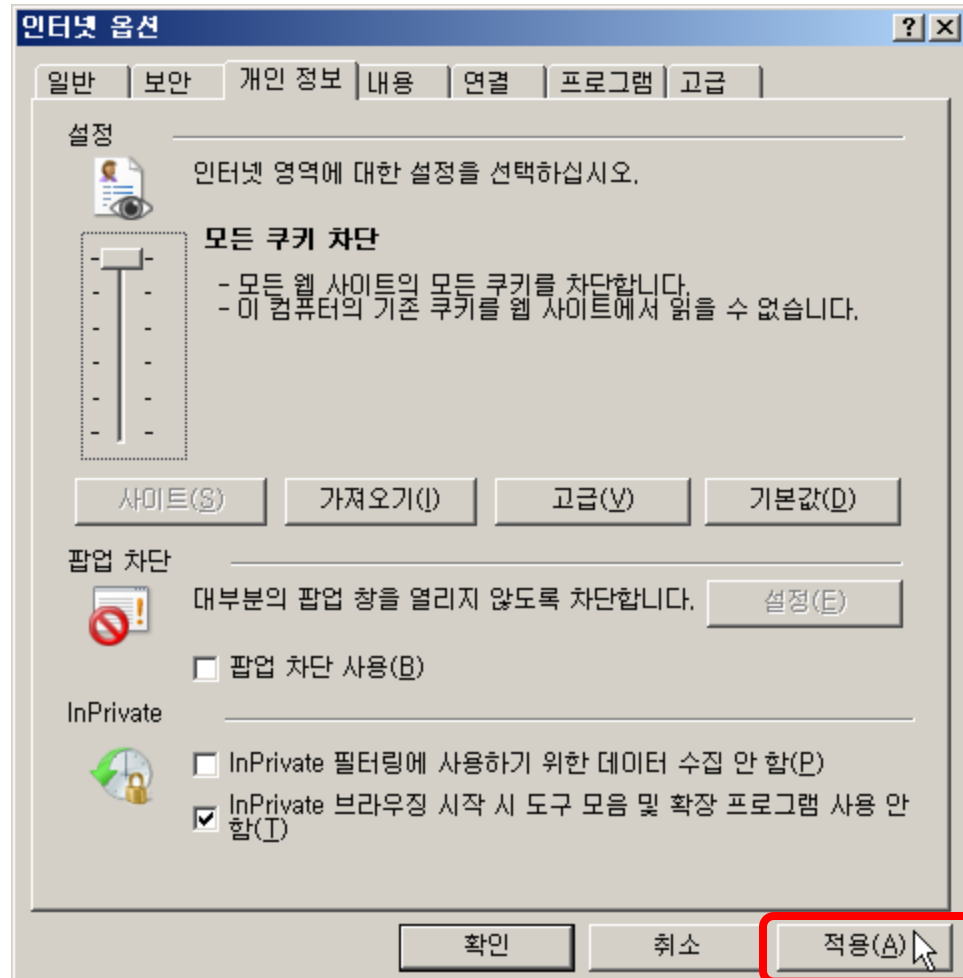 인터넷 옵션
일반 보안 개인 정보 내용 연결 프로그램 고급
설정
인터넷 영역에 대한 설정을 선택하십시오.
모든 쿠키 차단
- 모든 웹 사이트의 모든 쿠키를 차단합니다.
- 이 컴퓨터의 기존 쿠키를 웹 사이트에서 읽을 수 없습니다.
사이트(S) 가져오기(I) 고급(V) 기본값(D)
팝업 차단
대부분의 팝업 창을 열리지 않도록 차단합니다. 설정(E)
팝업 차단 사용(B)
InPrivate
InPrivate 필터링에 사용하기 위한 데이터 수집 안 함(P)
InPrivate 브라우징 시작 시 도구 모음 및 확장 프로그램 사용 안
함(T)
확인 취소 적용(A)